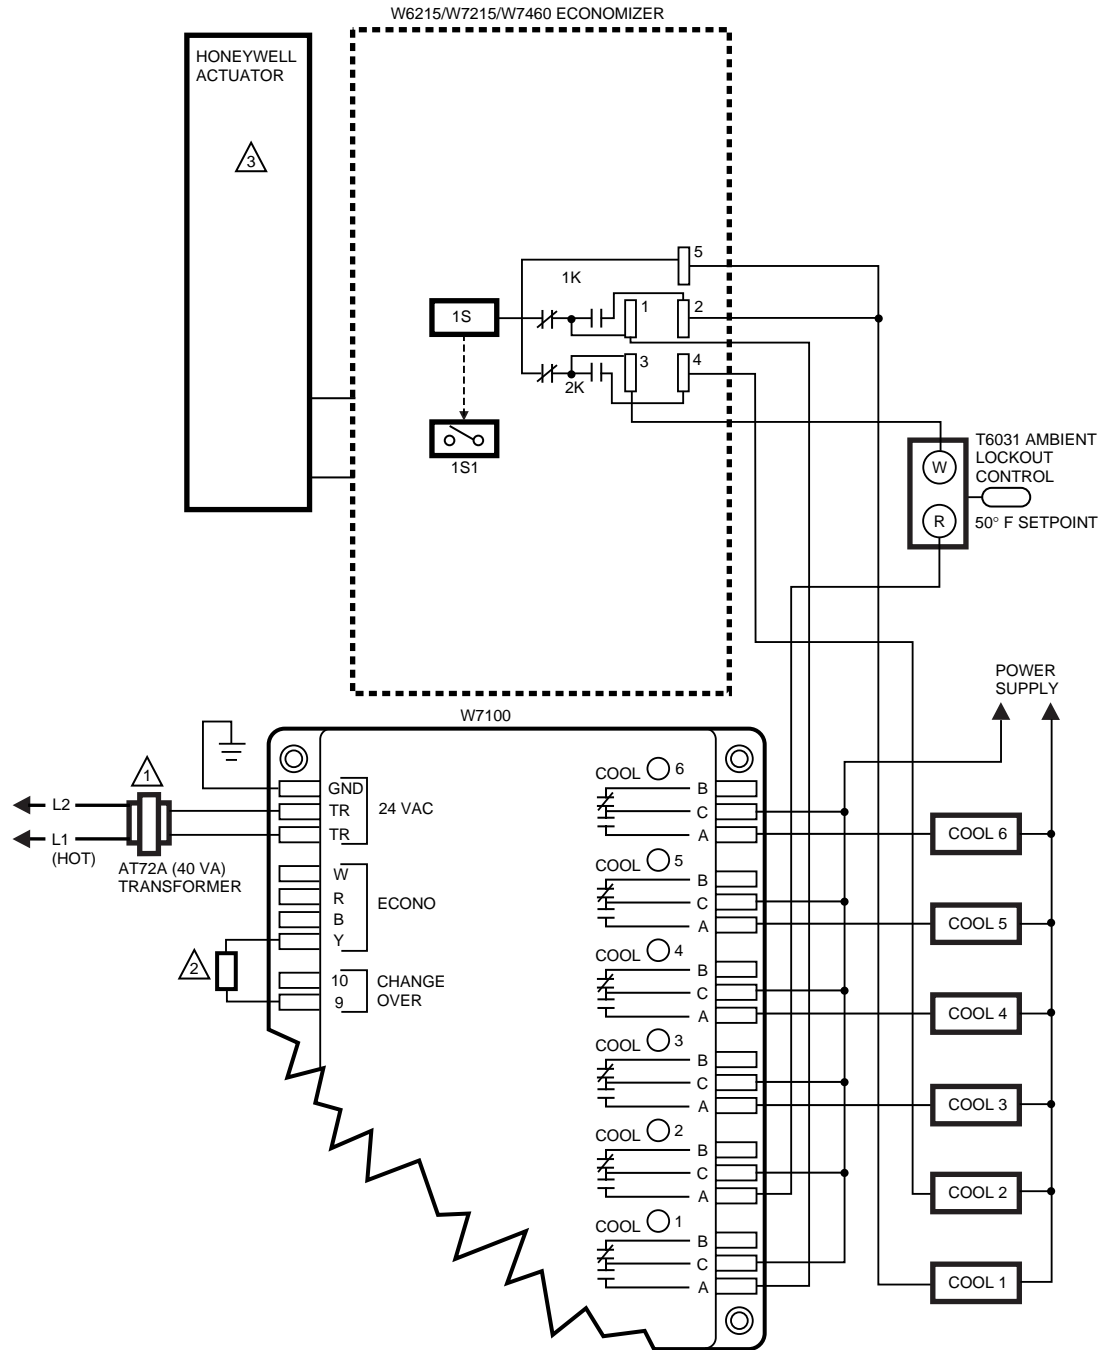 W6215/W7215/W7460 ECONOMIZER
HONEYWELL
ACTUATOR
3
5
1K
1S
1
2
3
4
2K
1S1
T6031 AMBIENT
LOCKOUT
CONTROL
W
R
50° F SETPOINT
POWER
SUPPLY
W7100
1
L2
L1
(HOT)
AT72A (40 VA)
TRANSFORMER
GND
TR
TR
24 VAC
W
R
B
Y
ECONO
2
10
9
CHANGE
OVER
COOL 6
B
C
A
COOL 6
COOL 5
B
C
A
COOL 5
COOL 4
B
C
A
COOL 4
COOL 3
B
C
A
COOL 3
COOL 2
B
C
A
COOL 2
COOL 1
B
C
A
COOL 1